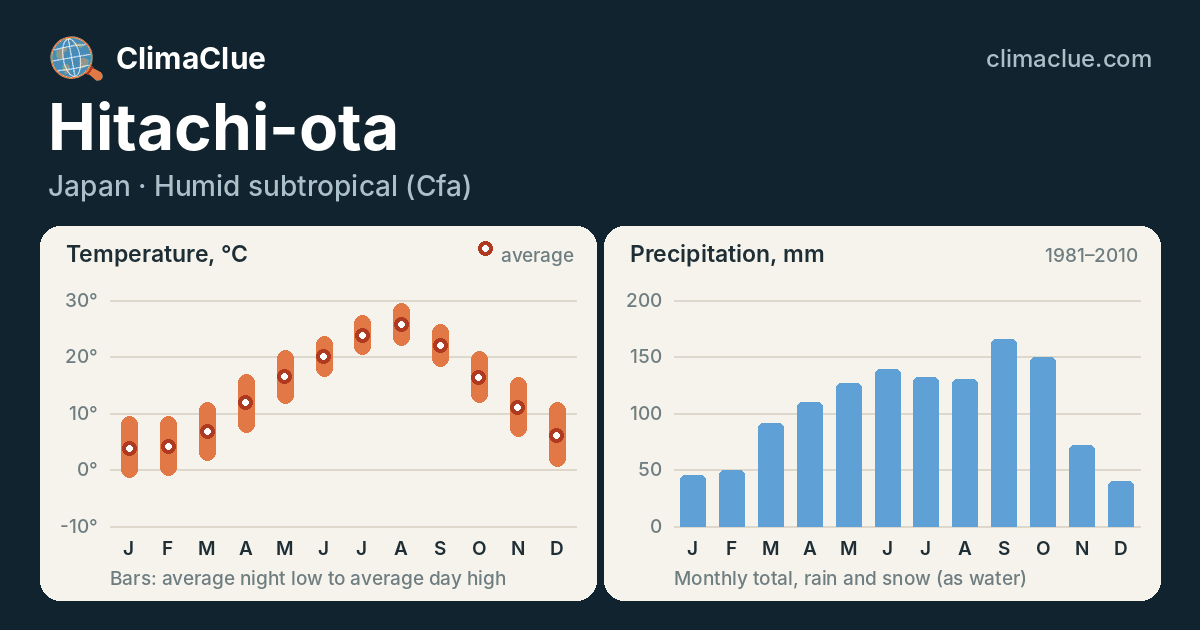 ClimaClue
climaclue.com
Hitachi-ota
Japan · Humid subtropical (Cfa)
Temperature, °C
average
30°
20°
10°
0°
-10°
J F M A M J J A S O N D
Bars: average night low to average day high
Precipitation, mm
1981–2010
200
150
100
50
0
J F M A M J J A S O N D
Monthly total, rain and snow (as water)